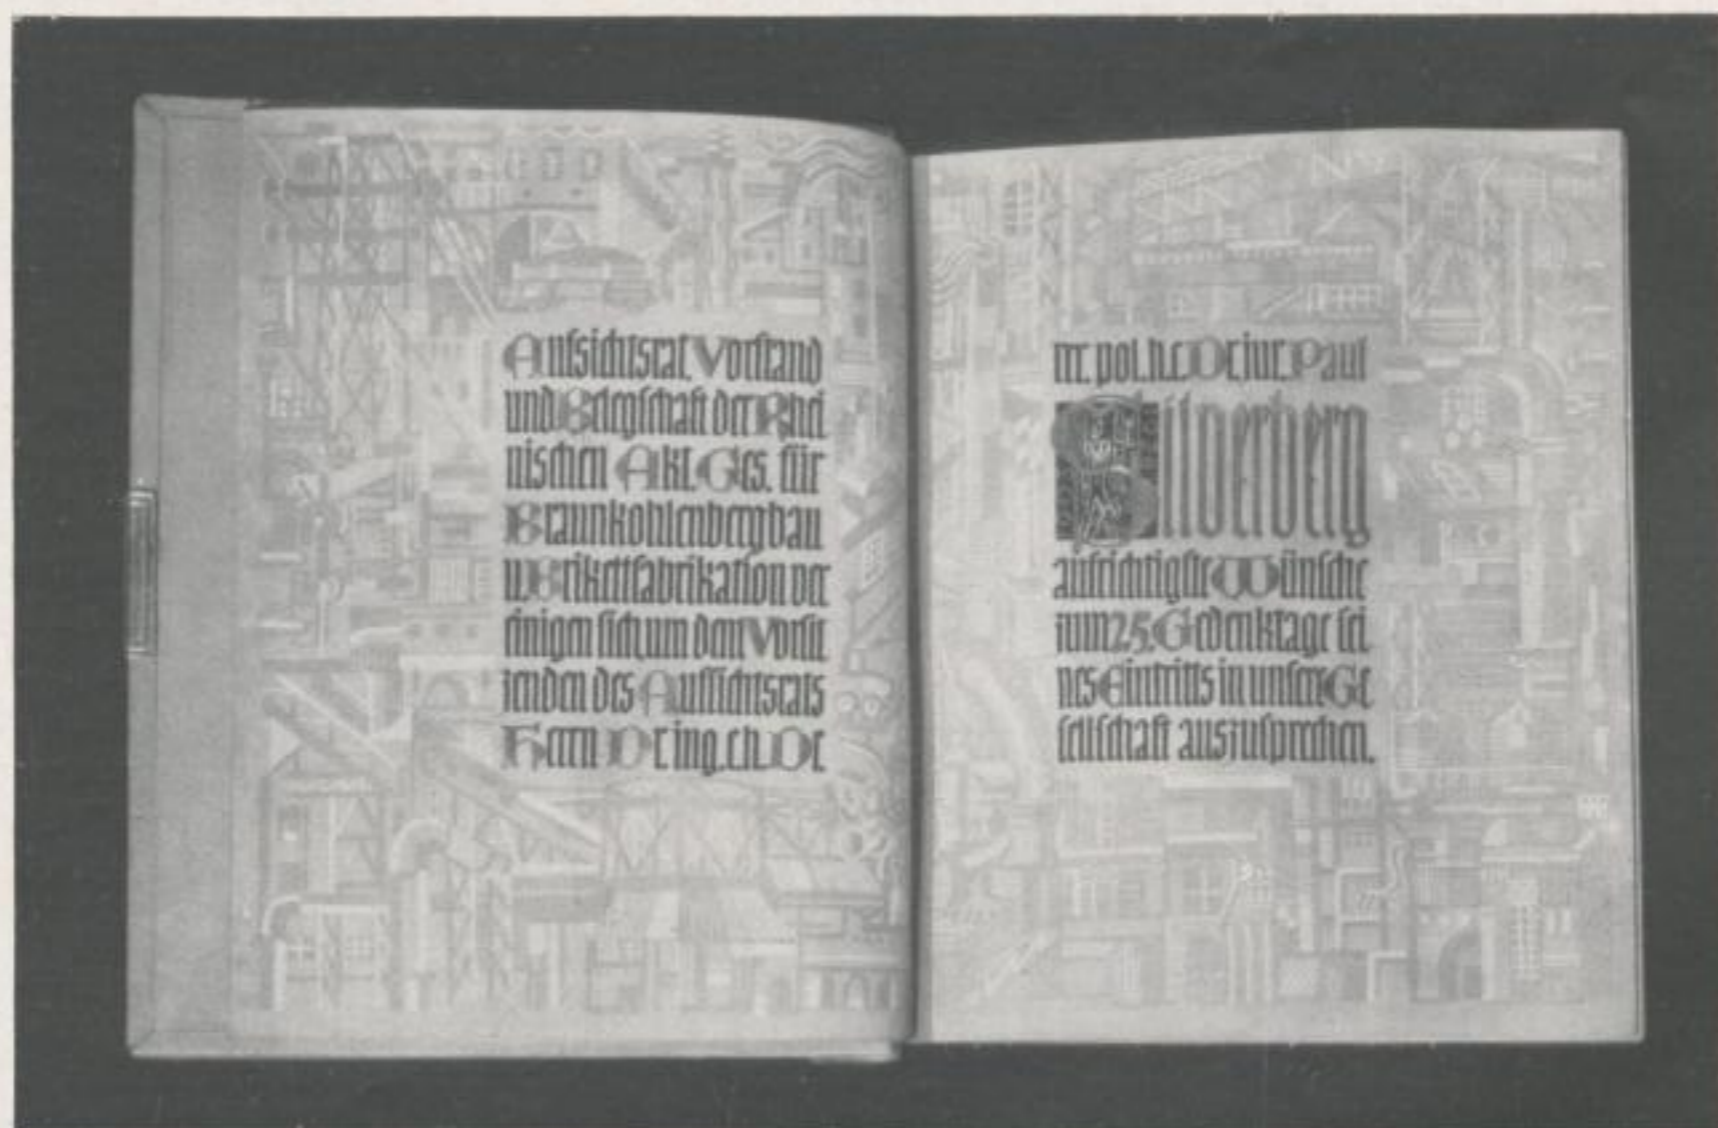 Aufsichtsrat, Vorstand
und Belegschaft der Rhei
nischen Akt. Ges. für
Braunkohlenbergbau
u. Brikettfabrikation ver
einigen sich um dem Vorsit
zenden des Aufsichtsrats
Herrn Dr. ing. eh. Dr.
rer. pol. h.c. Dr. iur. Paul
Silverberg
aufrichtigste Wünsche
zum 25. Gedenktage sei
nes Eintritts in unsere Ge
sellschaft auszusprechen.